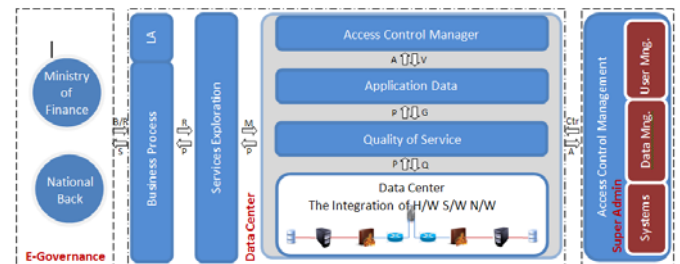 Ministry
of
Finance
National
Back
E-Governance
B/R
S
LA
Business Process
R
P
Services Exploration
M
P
Data Center
Access Control Manager
A V
Application Data
P G
Quality of Service
P Q
Data Center
The Integration of H/W S/W N/W
Ctr
A
Access Control Management
Super Admin
User Mng.
Data Mng.
Systems